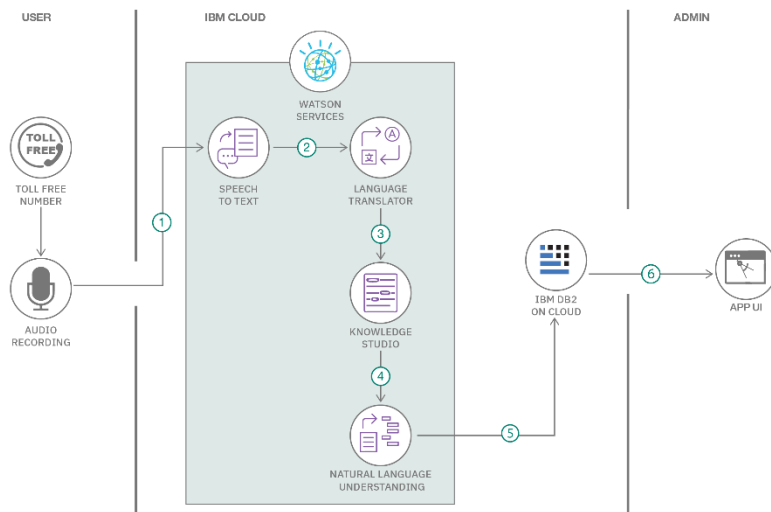 USER
IBM CLOUD
ADMIN
WATSON
SERVICES
TOLL
FREE
TOLL FREE
NUMBER
SPEECH
TO TEXT
2
A
文
LANGUAGE
TRANSLATOR
1
3
AUDIO
RECORDING
KNOWLEDGE
STUDIO
IBM DB2
ON CLOUD
6
APP UI
4
NATURAL LANGUAGE
UNDERSTANDING
5